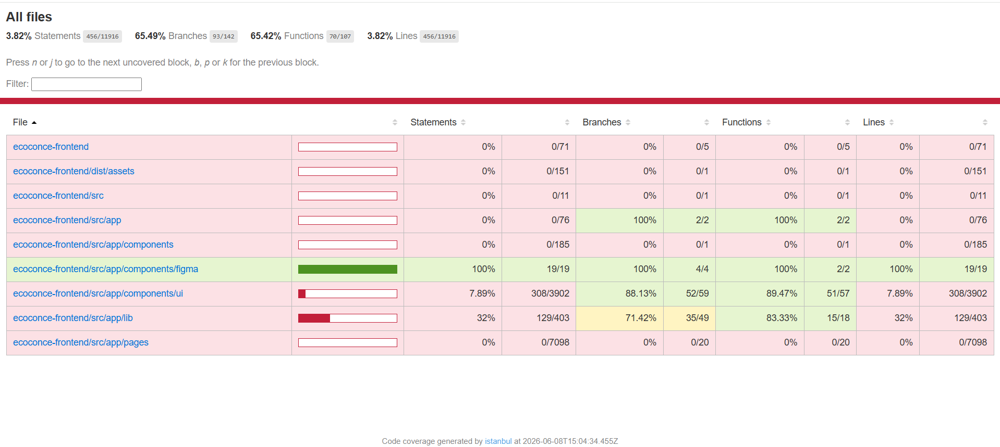 All files
3.82% Statements 456/11916 65.49% Branches 93/142 65.42% Functions 70/107 3.82% Lines 456/11916
Press n or j to go to the next uncovered block, b, p or k for the previous block.
Filter:
File Statements Branches Functions Lines
ecoconce-frontend 0% 0/71 0% 0/5 0% 0/5 0% 0/71
ecoconce-frontend/dist/assets 0% 0/151 0% 0/1 0% 0/1 0% 0/151
ecoconce-frontend/src 0% 0/11 0% 0/1 0% 0/1 0% 0/11
ecoconce-frontend/src/app 0% 0/76 100% 2/2 100% 2/2 0% 0/76
ecoconce-frontend/src/app/components 0% 0/185 0% 0/1 0% 0/1 0% 0/185
ecoconce-frontend/src/app/components/figma 100% 19/19 100% 4/4 100% 2/2 100% 19/19
ecoconce-frontend/src/app/components/ui 7.89% 308/3902 88.13% 52/59 89.47% 51/57 7.89% 308/3902
ecoconce-frontend/src/app/lib 32% 129/403 71.42% 35/49 83.33% 15/18 32% 129/403
ecoconce-frontend/src/app/pages 0% 0/7098 0% 0/20 0% 0/20 0% 0/7098
Code coverage generated by istanbul at 2026-06-08T15:04:34.455Z